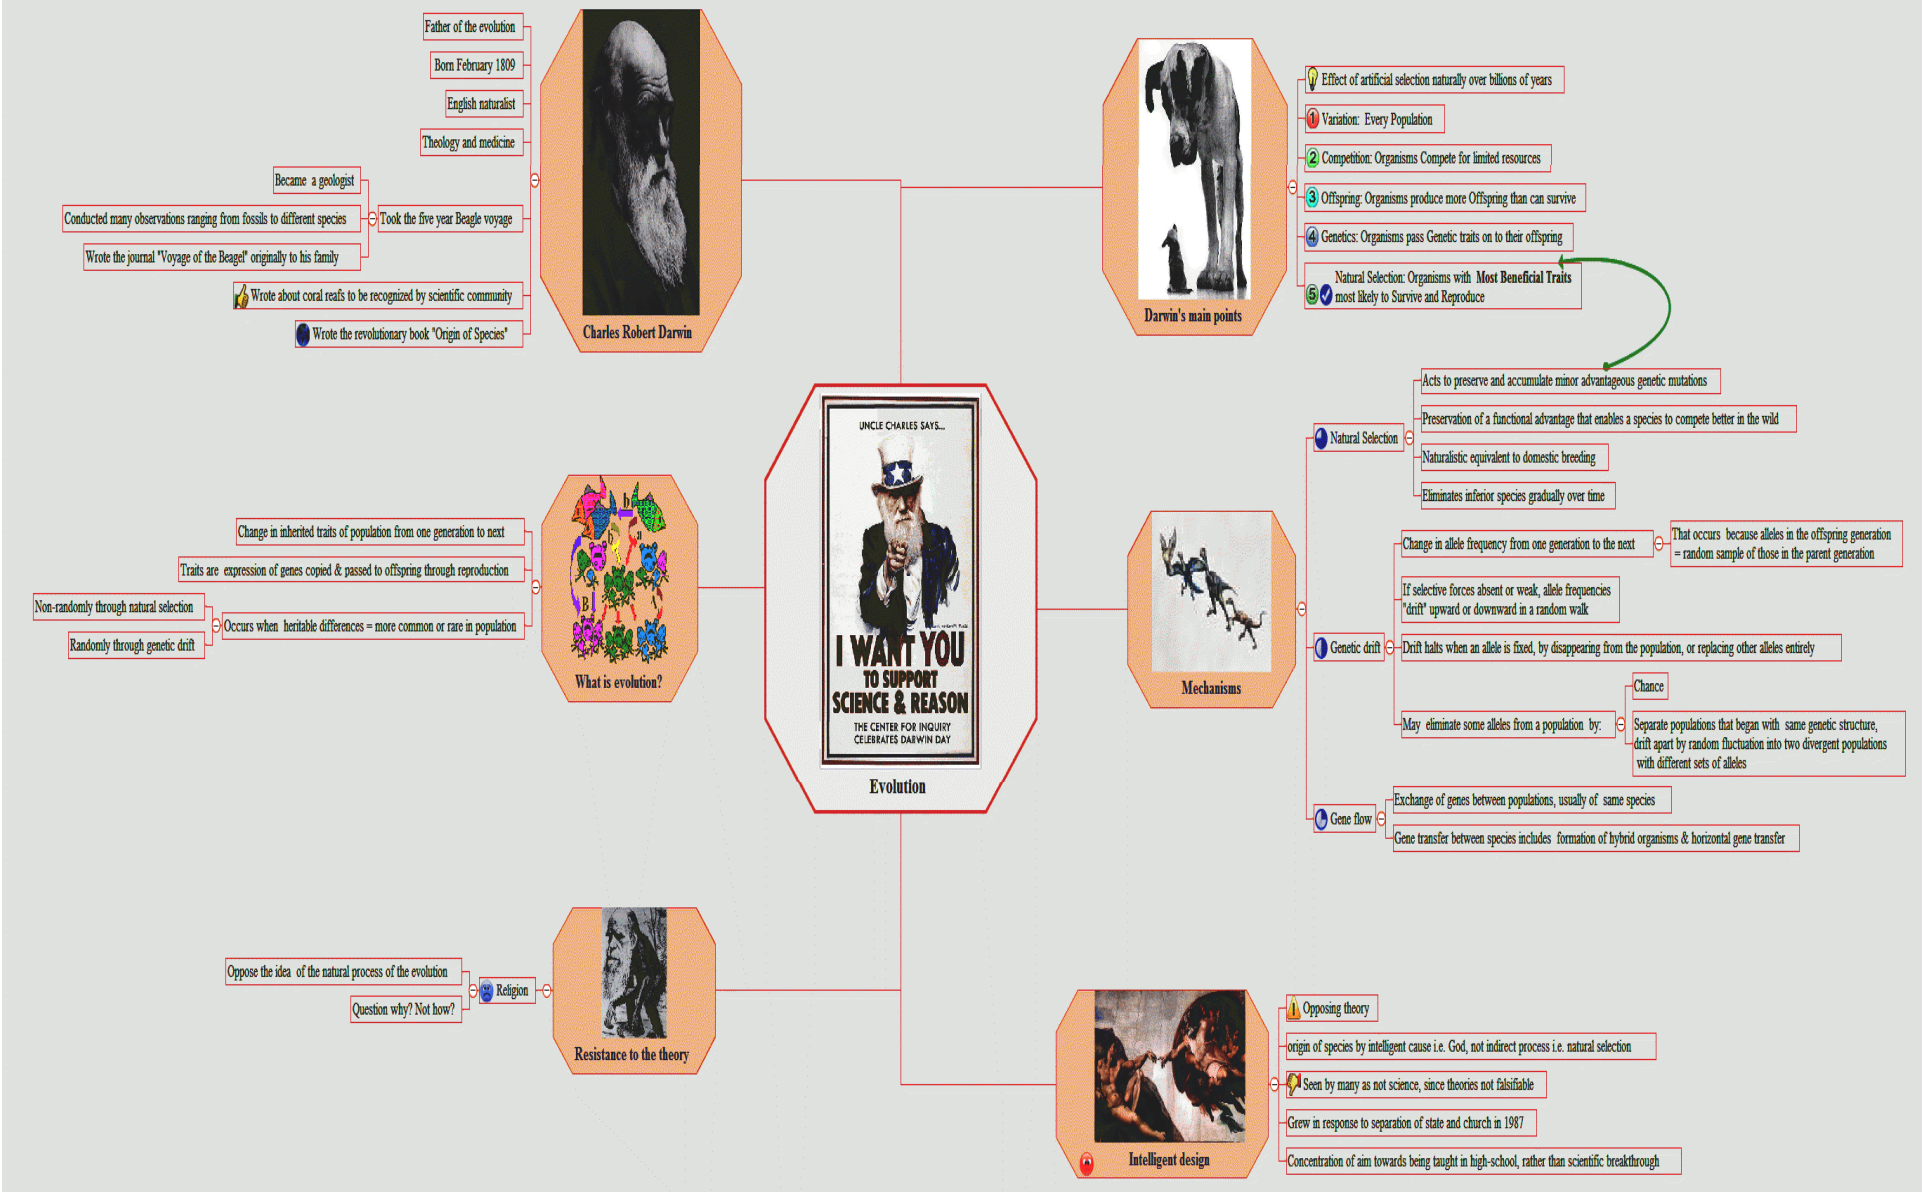 Father of the evolution
Born February 1809
English naturalist
Theology and medicine
Became a geologist
Conducted many observations ranging from fossils to different species
Took the five year Beagle voyage
Wrote the journal "Voyage of the Beagel" originally to his family
Wrote about coral reafs to be recognized by scientific community
Wrote the revolutionary book "Origin of Species"
Charles Robert Darwin
Darwin's main points
Effect of artificial selection naturally over billions of years
1 Variation: Every Population
2 Competition: Organisms Compete for limited resources
3 Offspring: Organisms produce more Offspring than can survive
4 Genetics: Organisms pass Genetic traits on to their offspring
5 Natural Selection: Organisms with Most Beneficial Traits
most likely to Survive and Reproduce
UNCLE CHARLES SAYS...
I WANT YOU
TO SUPPORT
SCIENCE & REASON
THE CENTER FOR INQUIRY
CELEBRATES DARWIN DAY
Evolution
Change in inherited traits of population from one generation to next
Traits are expression of genes copied & passed to offspring through reproduction
Non-randomly through natural selection
Occurs when heritable differences = more common or rare in population
Randomly through genetic drift
b
b
a
B
A
What is evolution?
Mechanisms
Natural Selection
Acts to preserve and accumulate minor advantageous genetic mutations
Preservation of a functional advantage that enables a species to compete better in the wild
Naturalistic equivalent to domestic breeding
Eliminates inferior species gradually over time
Genetic drift
Change in allele frequency from one generation to the next
That occurs because alleles in the offspring generation
= random sample of those in the parent generation
If selective forces absent or weak, allele frequencies
"drift" upward or downward in a random walk
Drift halts when an allele is fixed, by disappearing from the population, or replacing other alleles entirely
May eliminate some alleles from a population by:
Chance
Separate populations that began with same genetic structure,
drift apart by random fluctuation into two divergent populations
with different sets of alleles
Gene flow
Exchange of genes between populations, usually of same species
Gene transfer between species includes formation of hybrid organisms & horizontal gene transfer
Oppose the idea of the natural process of the evolution
Religion
Question why? Not how?
Resistance to the theory
Intelligent design
Opposing theory
origin of species by intelligent cause i.e. God, not indirect process i.e. natural selection
Seen by many as not science, since theories not falsifiable
Grew in response to separation of state and church in 1987
Concentration of aim towards being taught in high-school, rather than scientific breakthrough